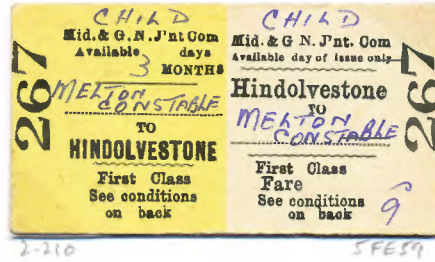 267
CHILD
Mid. & G. N. J'nt Com
Available days
3 MONTHS
MELTON
CONSTABLE
TO
HINDOLVESTONE
First Class
See conditions
on back
CHILD
Mid. & G N. J'nt. Com
Available day of issue only
Hindolvestone
TO
MELTON
CONSTABLE
First Class
Fare
See conditions
on back 9
267
2-210 5FE59